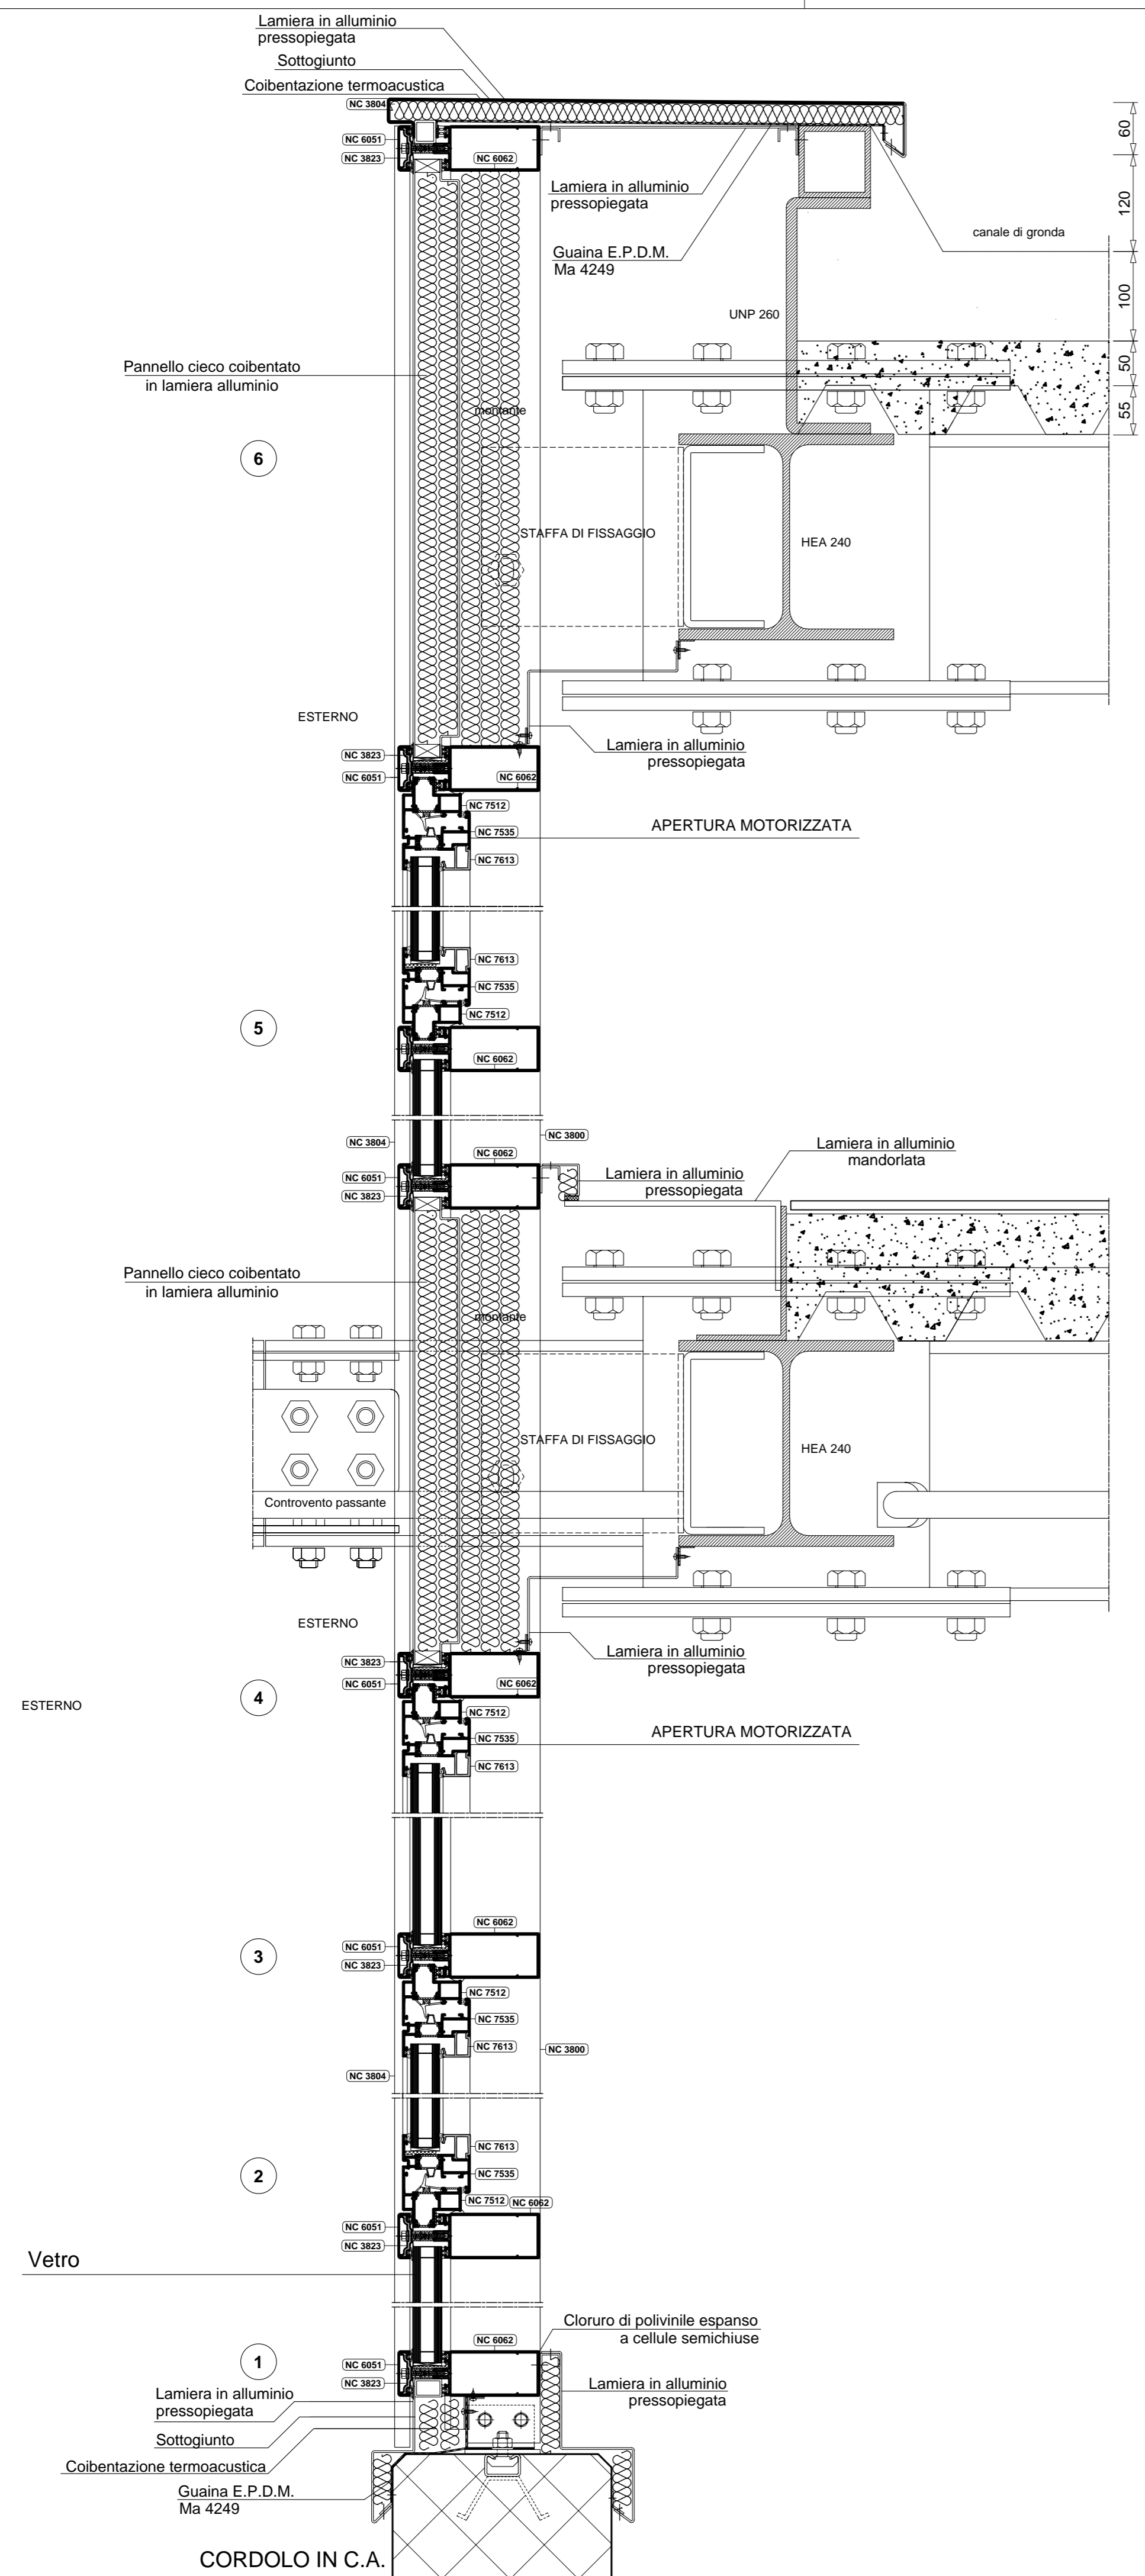 Lamiera in alluminio
pressopiegata
Sottogiunto
Coibentazione termoacustica
NC 3804
60
NC 6051
NC 3823
NC 6062
Lamiera in alluminio
pressopiegata
120
canale di gronda
Guaina E.P.D.M.
Ma 4249
100
UNP 260
Pannello cieco coibentato
in lamiera alluminio
50
montante
55
6
STAFFA DI FISSAGGIO
HEA 240
ESTERNO
NC 3823
NC 6051
NC 6062
Lamiera in alluminio
pressopiegata
NC 7512
NC 7535
APERTURA MOTORIZZATA
NC 7613
NC 7613
NC 7535
NC 7512
5
NC 6062
NC 3804
NC 3800
NC 6062
Lamiera in alluminio
mandorlata
NC 6051
NC 3823
Lamiera in alluminio
pressopiegata
Pannello cieco coibentato
in lamiera alluminio
montante
STAFFA DI FISSAGGIO
HEA 240
Controvento passante
ESTERNO
NC 3823
NC 6051
NC 6062
Lamiera in alluminio
pressopiegata
4
ESTERNO
NC 7512
NC 7535
APERTURA MOTORIZZATA
NC 7613
NC 6062
3
NC 6051
NC 3823
NC 7512
NC 7535
NC 7613
NC 3800
NC 3804
NC 7613
NC 7535
2
NC 7512
NC 6062
NC 6051
NC 3823
Vetro
Cloruro di polivinile espanso
a cellule semichiuse
NC 6062
1
NC 6051
NC 3823
Lamiera in alluminio
pressopiegata
Lamiera in alluminio
pressopiegata
Sottogiunto
Coibentazione termoacustica
Guaina E.P.D.M.
Ma 4249
CORDOLO IN C.A.